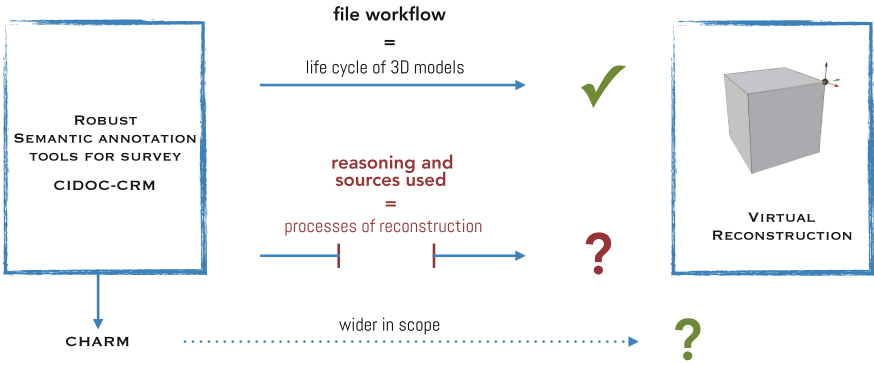 file workflow
=
life cycle of 3D models
ROBUST
SEMANTIC ANNOTATION
TOOLS FOR SURVEY
CIDOC-CRM
reasoning and
sources used
=
processes of reconstruction
?
VIRTUAL
RECONSTRUCTION
CHARM
wider in scope
?